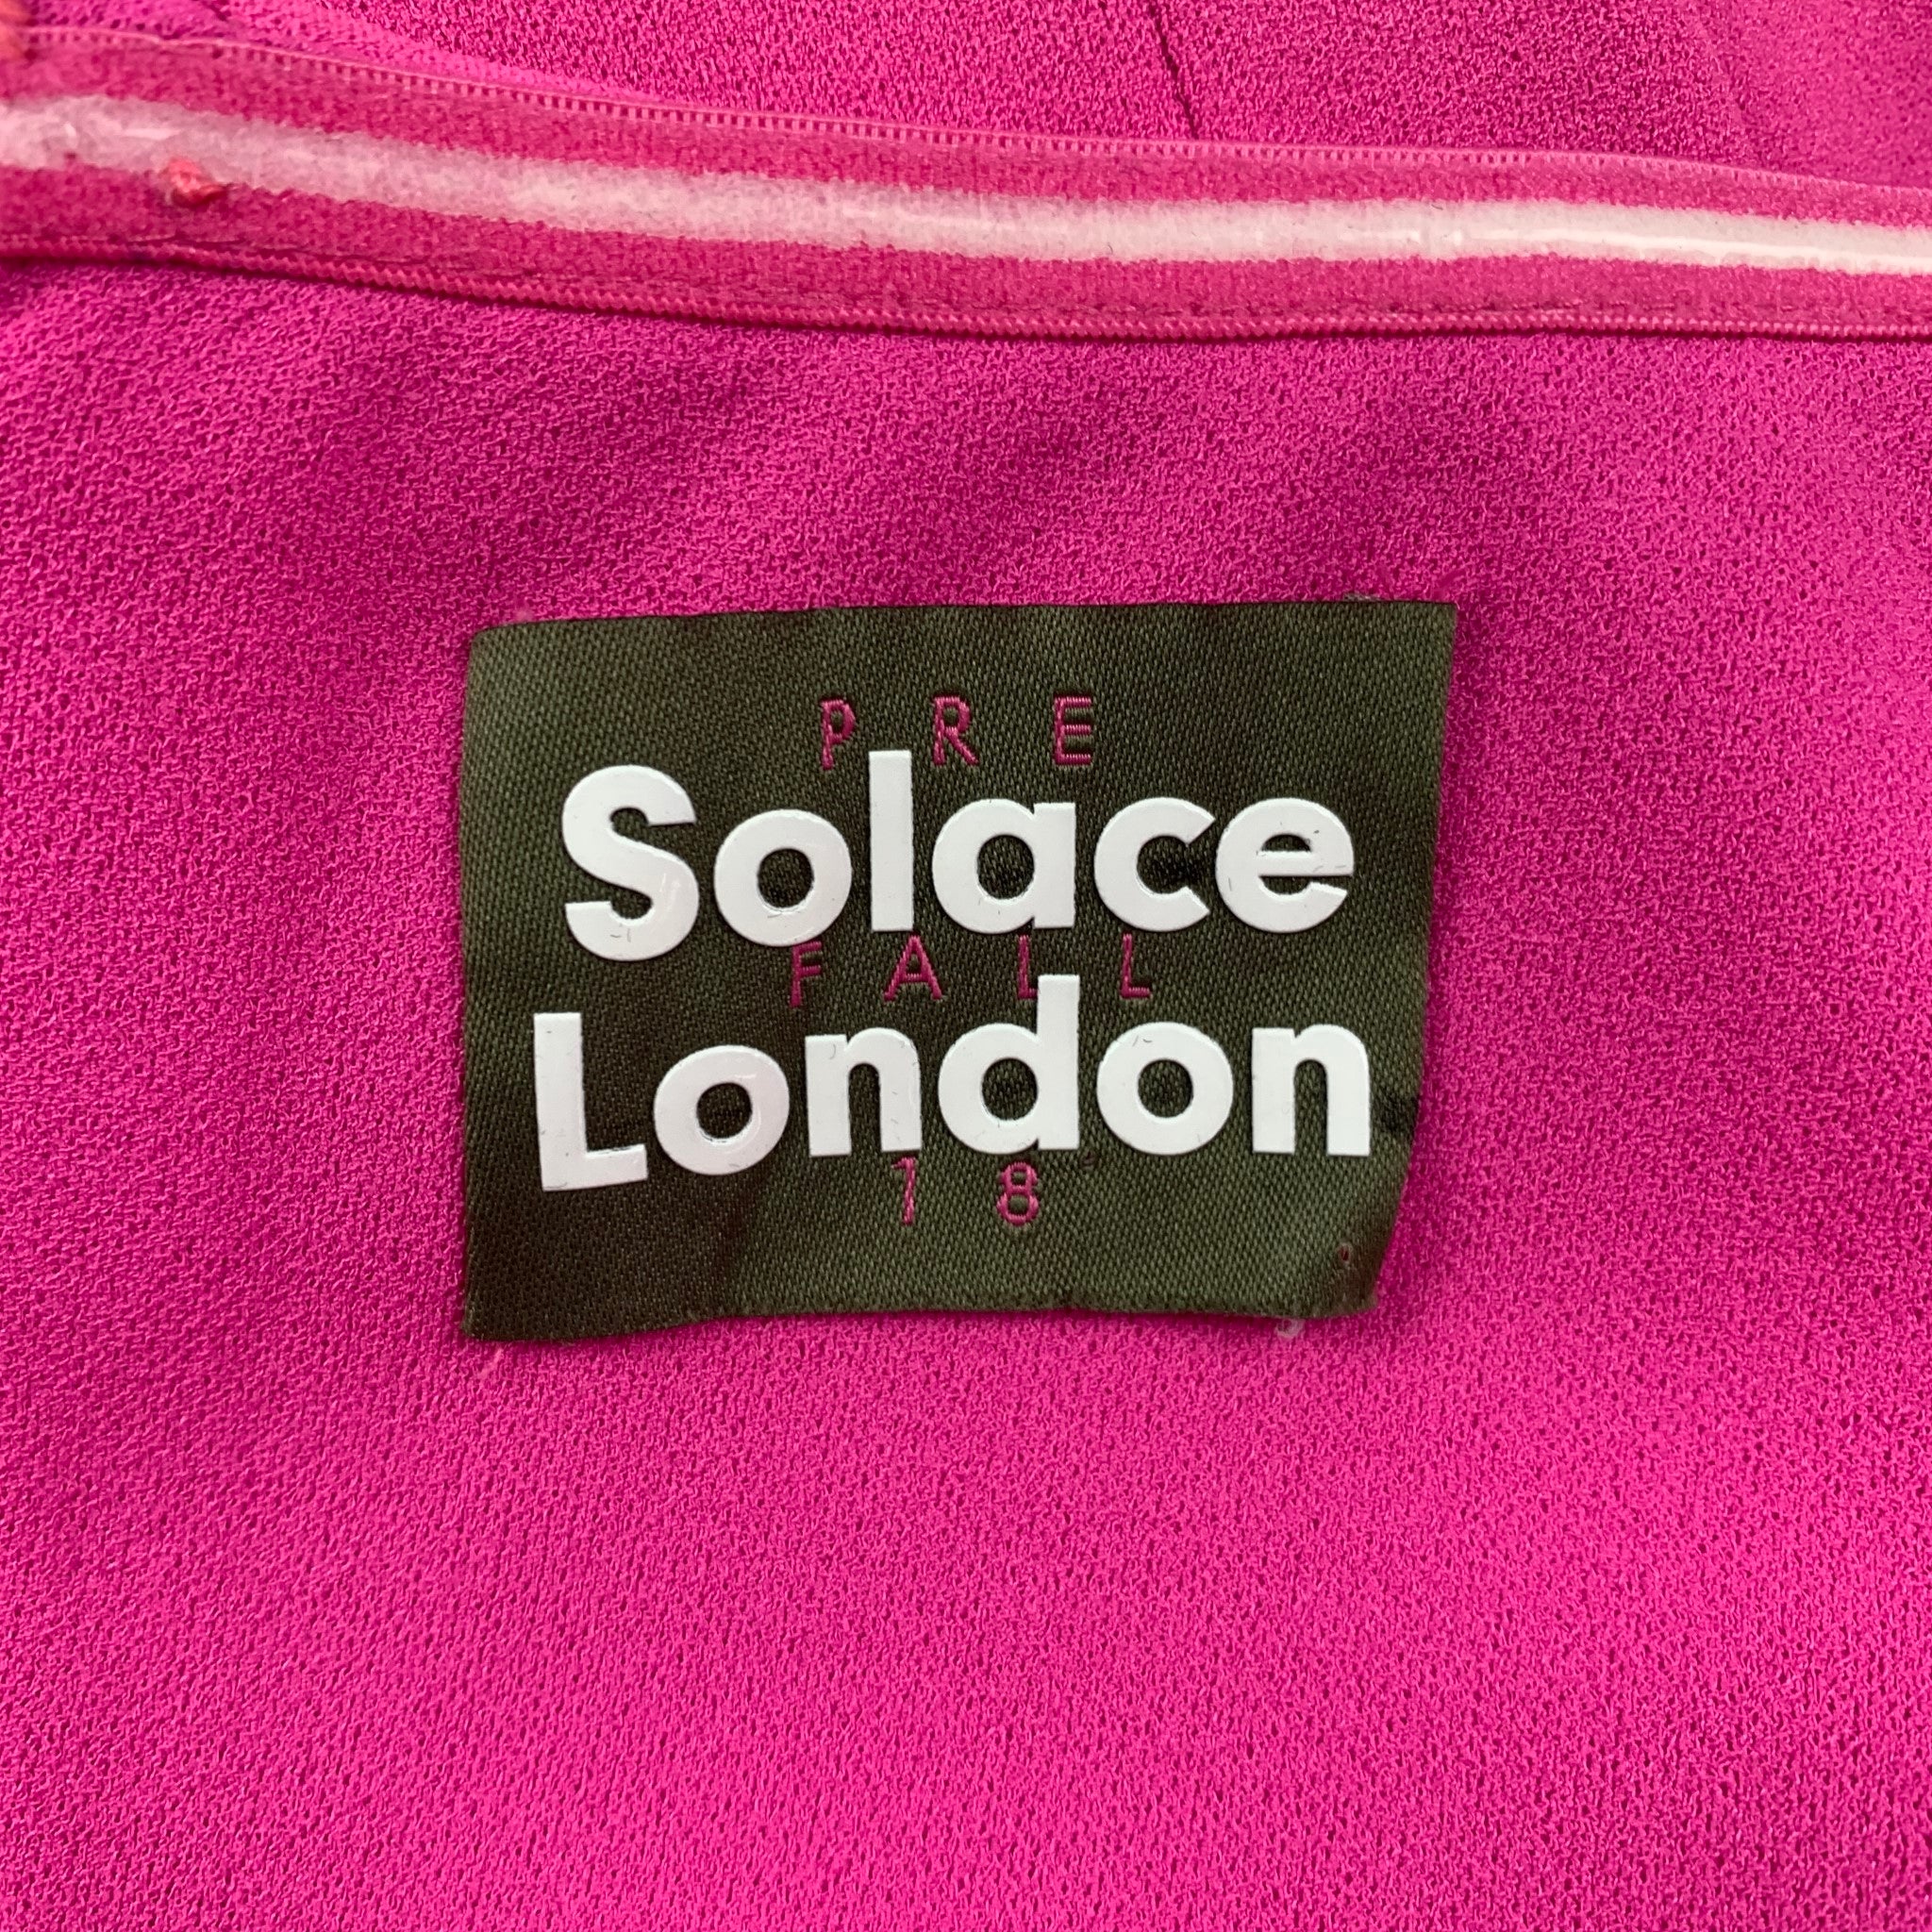 PRE
Solace
FALL
London
18